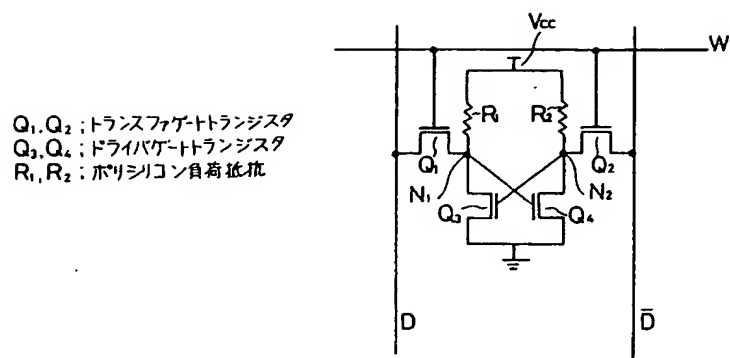 Vcc
W
Q₁,Q₂；トランスファゲートトランジスタ
Q₃,Q₄；ドライバゲートトランジスタ
R₁,R₂；ポリシリコン負荷抵抗
R₁
R₂
Q₁
Q₂
N₁
N₂
Q₃
Q₄
D
D̅